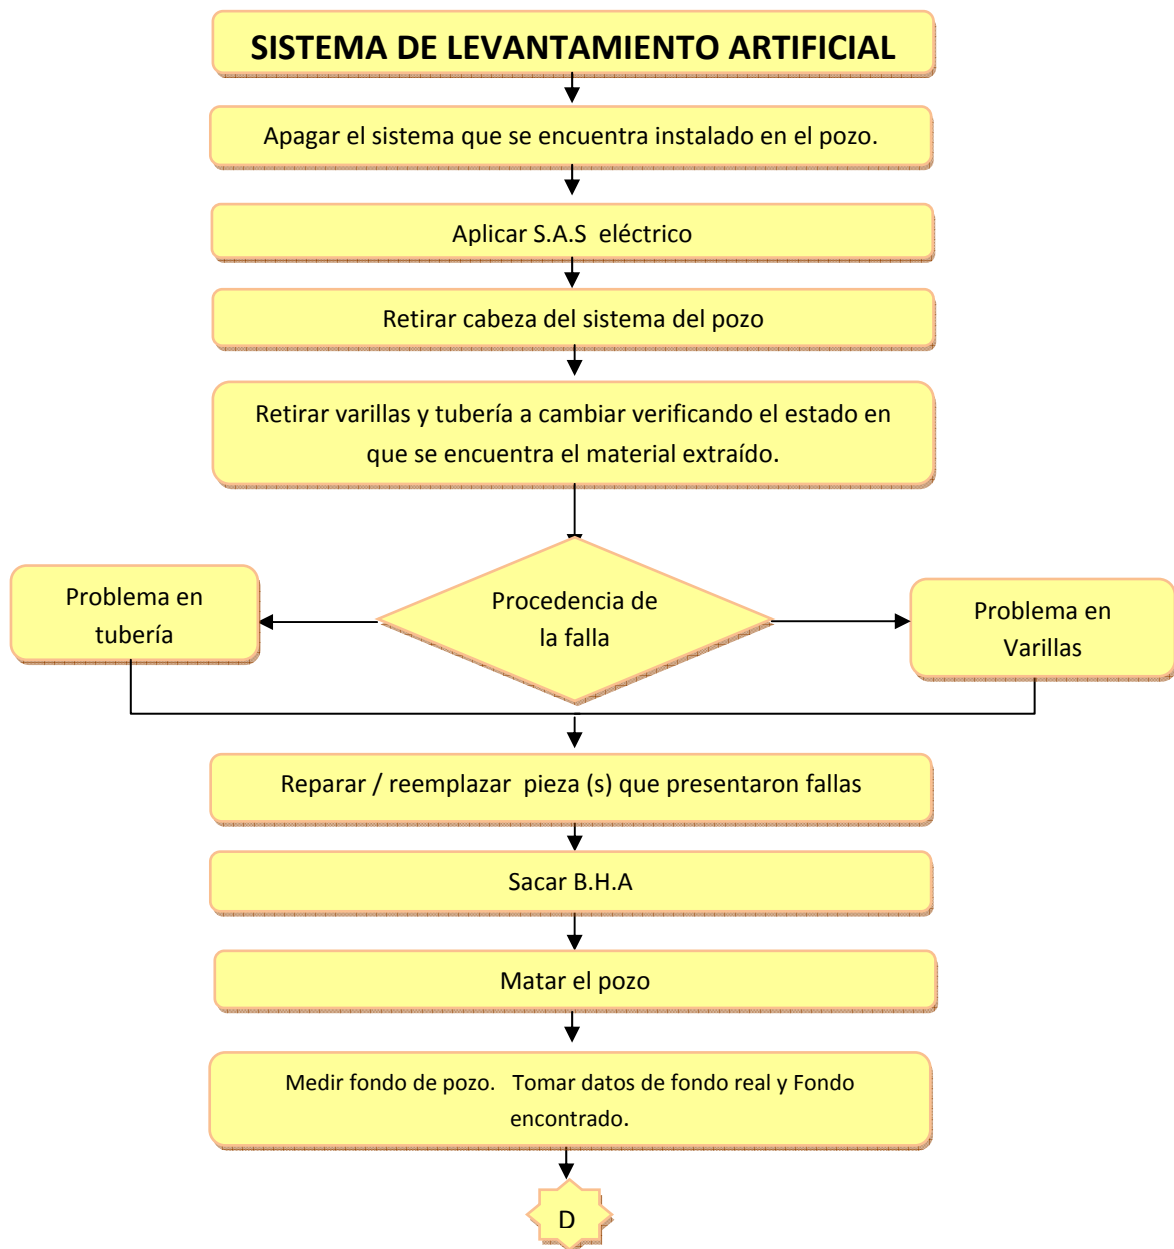 SISTEMA DE LEVANTAMIENTO ARTIFICIAL
Apagar el sistema que se encuentra instalado en el pozo.
Aplicar S.A.S eléctrico
Retirar cabeza del sistema del pozo
Retirar varillas y tubería a cambiar verificando el estado en
que se encuentra el material extraído.
Problema en
tubería
Procedencia de
la falla
Problema en
Varillas
Reparar / reemplazar pieza (s) que presentaron fallas
Sacar B.H.A
Matar el pozo
Medir fondo de pozo. Tomar datos de fondo real y Fondo
encontrado.
D